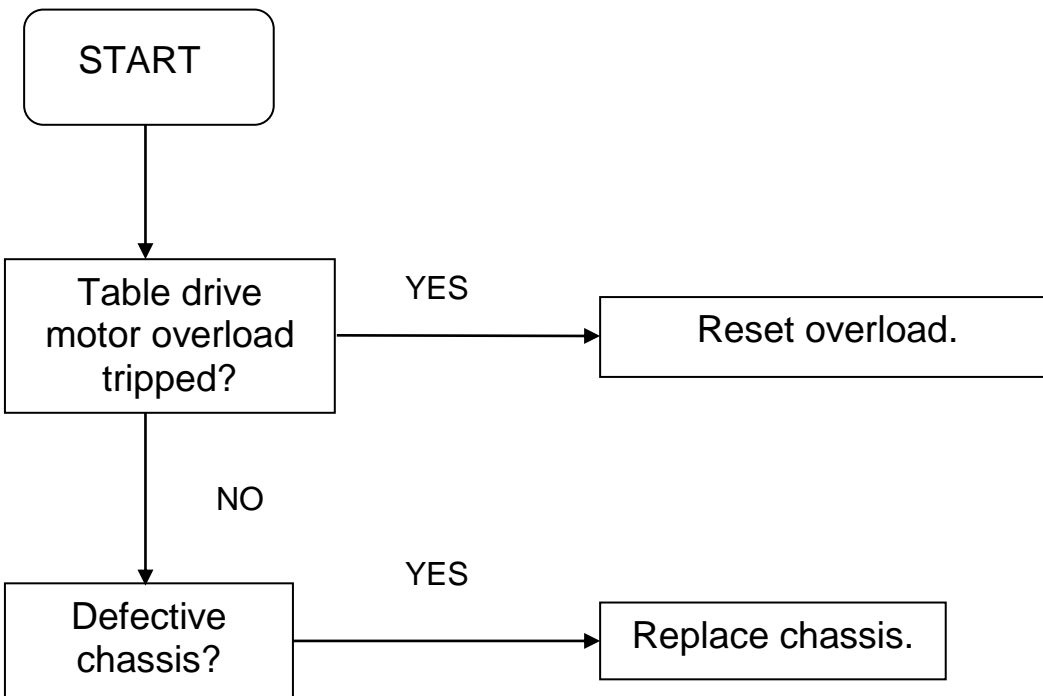 START
Table drive
motor overload
tripped?
YES
Reset overload.
NO
Defective
chassis?
YES
Replace chassis.